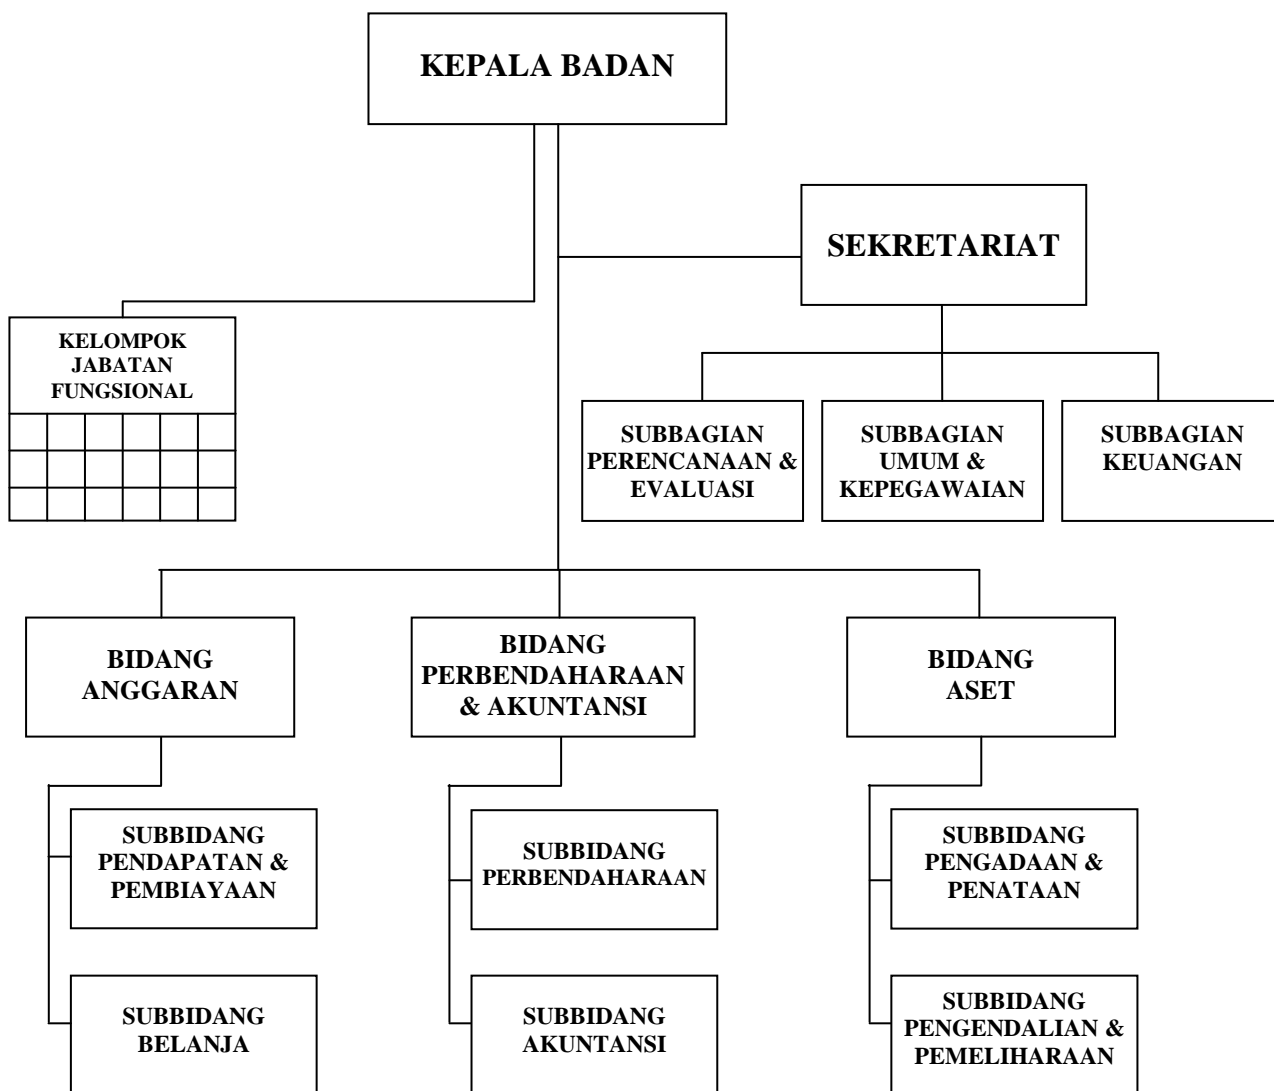 KEPALA BADAN
SEKRETARIAT
KELOMPOK
JABATAN
FUNGSIONAL
SUBBAGIAN
PERENCANAAN &
EVALUASI
SUBBAGIAN
UMUM &
KEPEGAWAIAN
SUBBAGIAN
KEUANGAN
BIDANG
ANGGARAN
BIDANG
PERBENDAHARAAN
& AKUNTANSI
BIDANG
ASET
SUBBIDANG
PENDAPATAN &
PEMBIAYAAN
SUBBIDANG
PERBENDAHARAAN
SUBBIDANG
PENGADAAN &
PENATAAN
SUBBIDANG
BELANJA
SUBBIDANG
AKUNTANSI
SUBBIDANG
PENGENDALIAN &
PEMELIHARAAN